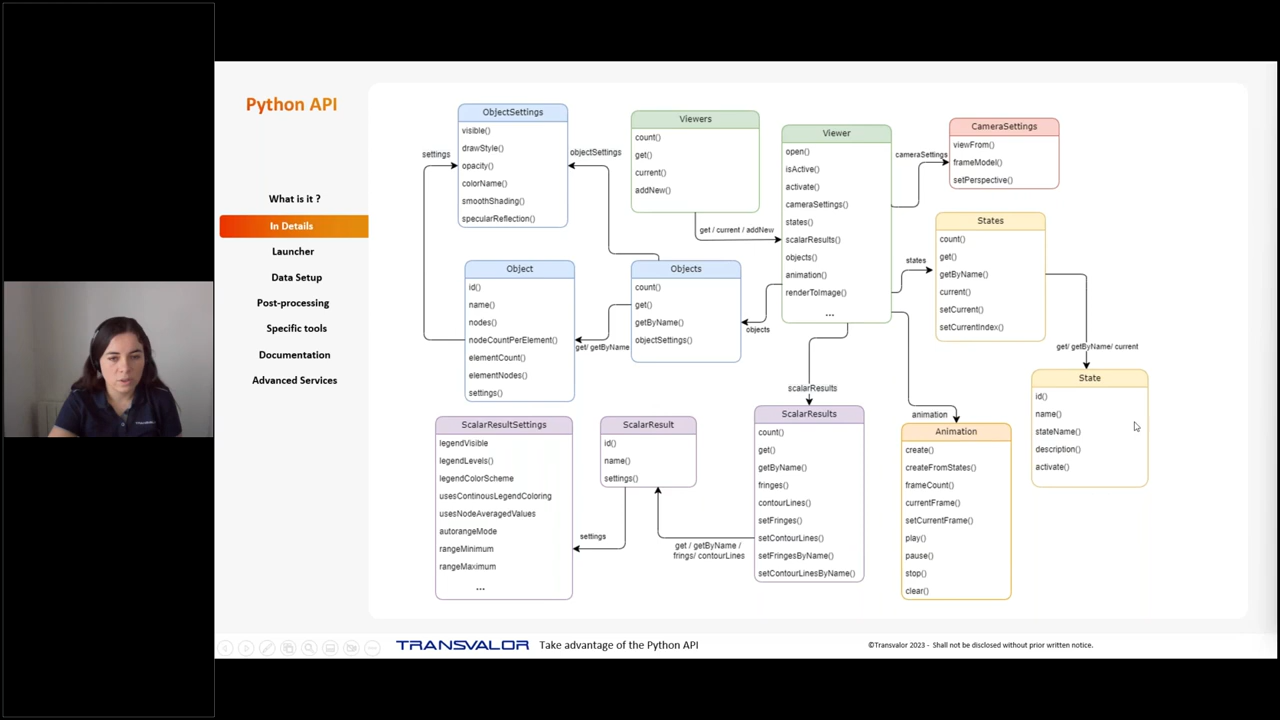 Python API
What is it ?
In Details
Launcher
Data Setup
Post-processing
Specific tools
Documentation
Advanced Services
ObjectSettings
visible()
drawStyle()
opacity()
colorName()
smoothShading()
specularReflection()
settings
objectSettings
Viewers
count()
get()
current()
addNew()
get / current / addNew
Viewer
open()
isActive()
activate()
cameraSettings()
states()
scalarResults()
objects()
animation()
renderToImage()
...
cameraSettings
CameraSettings
viewFrom()
frameModel()
setPerspective()
states
States
count()
get()
getByName()
current()
setCurrent()
setCurrentIndex()
get/ getByName/ current
State
id()
name()
stateName()
description()
activate()
Object
id()
name()
nodes()
nodeCountPerElement()
elementCount()
elementNodes()
settings()
get/ getByName
Objects
count()
get()
getByName()
objectSettings()
objects
scalarResults
animation
ScalarResultSettings
legendVisible
legendLevels()
legendColorScheme
usesContinousLegendColoring
usesNodeAveragedValues
autorangeMode
rangeMinimum
rangeMaximum
...
settings
ScalarResult
id()
name()
settings()
get / getByName /
frings/ contourLines
ScalarResults
count()
get()
getByName()
fringes()
contourLines()
setFringes()
setContourLines()
setFringesByName()
setContourLinesByName()
Animation
create()
createFromStates()
frameCount()
currentFrame()
setCurrentFrame()
play()
pause()
stop()
clear()
TRANSVALOR
Take advantage of the Python API
©Transvalor 2023 - Shall not be disclosed without prior written notice.